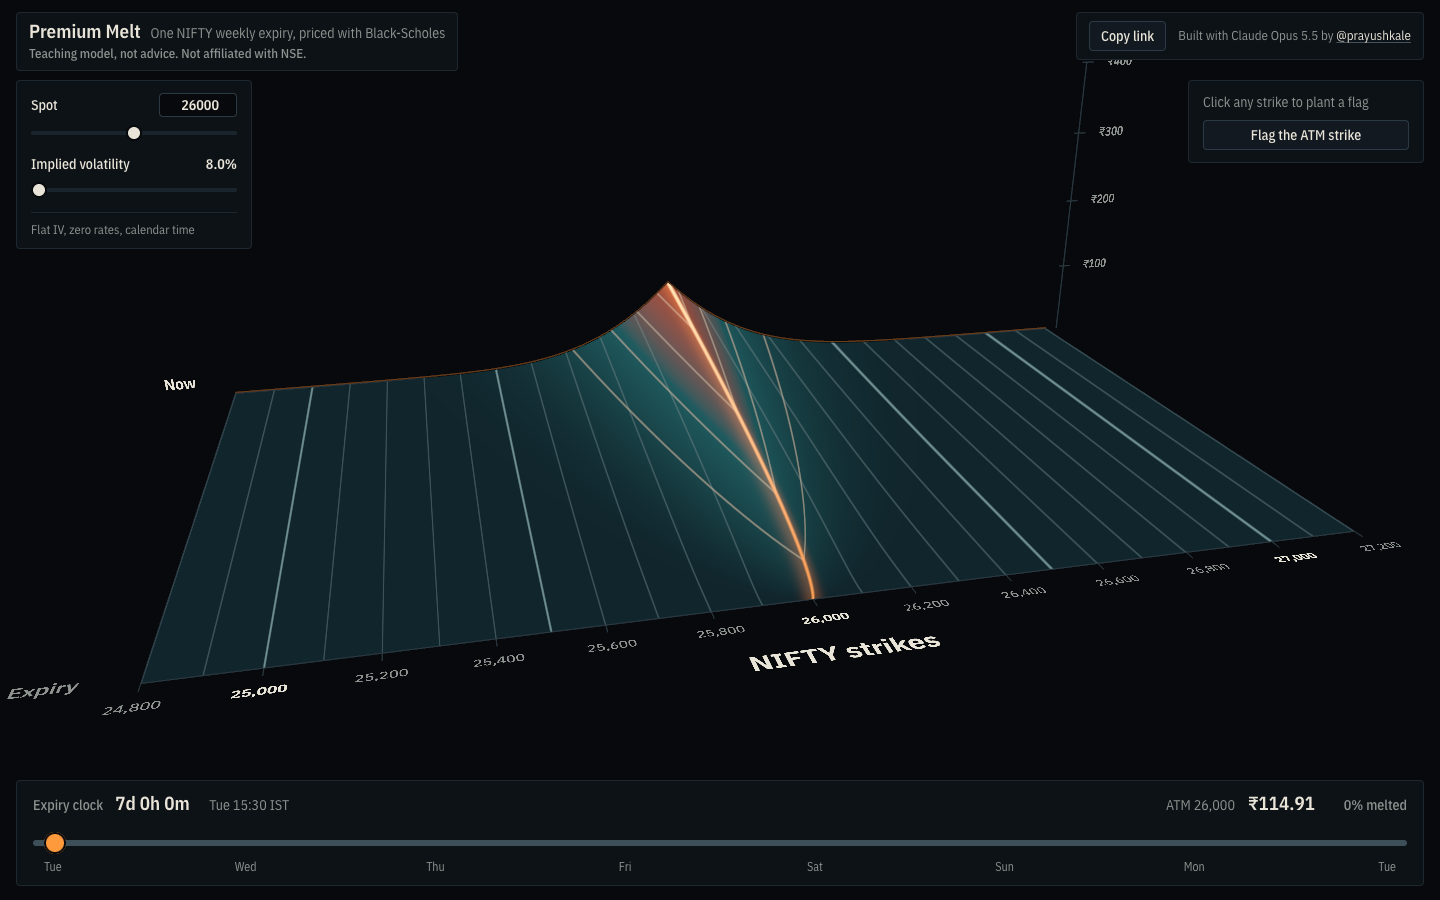 Premium Melt One NIFTY weekly expiry, priced with Black-Scholes
Teaching model, not advice. Not affiliated with NSE.
Copy link Built with Claude Opus 5.5 by @prayushkale
Spot 26000
Implied volatility 8.0%
Flat IV, zero rates, calendar time
Click any strike to plant a flag
Flag the ATM strike
₹400
₹300
₹200
₹100
Now
Expiry
24,800
25,000
25,200
25,400
25,600
25,800
26,000
26,200
26,400
26,600
26,800
27,000
27,200
NIFTY strikes
Expiry clock 7d 0h 0m Tue 15:30 IST
ATM 26,000 ₹114.91 0% melted
Tue Wed Thu Fri Sat Sun Mon Tue